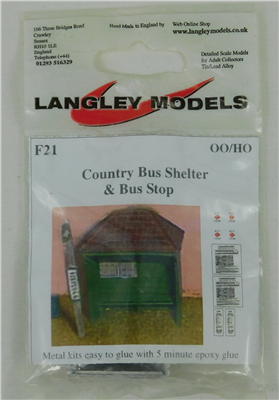 166 Three Bridges Road
Crawley
Sussex
RH10 1LE
England
Telephone (+44)
01293 516329
Hand Made in England by
Web Online Shop
www.langleymodels.co.uk
Detailed Scale Models
for Adult Collectors
Tin/Lead Alloy
LANGLEY MODELS
F21
OO/HO
Country Bus Shelter
& Bus Stop
Metal kits easy to glue with 5 minute epoxy glue